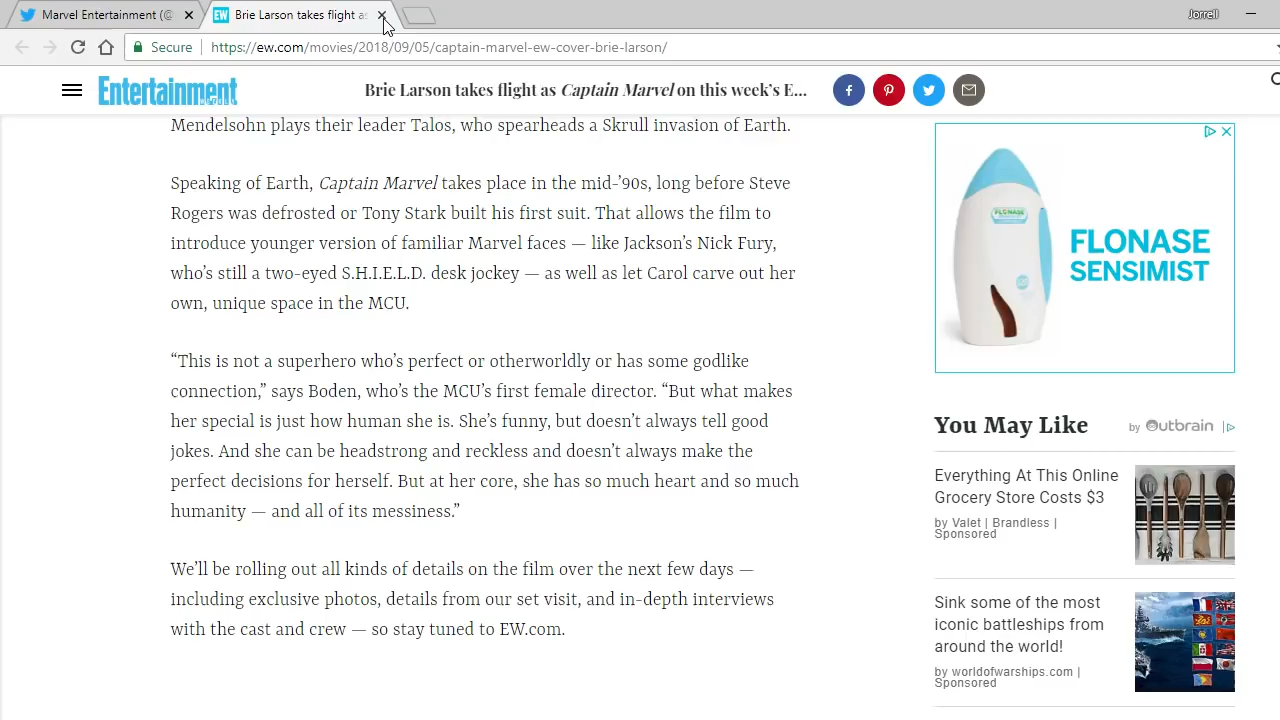 Marvel Entertainment (@
EW
Brie Larson takes flight as
Jorrell
Secure
https://ew.com/movies/2018/09/05/captain-marvel-ew-cover-brie-larson/
Entertainment
Brie Larson takes flight as Captain Marvel on this week’s E...
Mendelsohn plays their leader Talos, who spearheads a Skrull invasion of Earth.
Speaking of Earth, Captain Marvel takes place in the mid-’90s, long before Steve
Rogers was defrosted or Tony Stark built his first suit. That allows the film to
introduce younger version of familiar Marvel faces — like Jackson’s Nick Fury,
who’s still a two-eyed S.H.I.E.L.D. desk jockey — as well as let Carol carve out her
own, unique space in the MCU.
“This is not a superhero who’s perfect or otherworldly or has some godlike
connection,” says Boden, who’s the MCU’s first female director. “But what makes
her special is just how human she is. She’s funny, but doesn’t always tell good
jokes. And she can be headstrong and reckless and doesn’t always make the
perfect decisions for herself. But at her core, she has so much heart and so much
humanity — and all of its messiness.”
We’ll be rolling out all kinds of details on the film over the next few days —
including exclusive photos, details from our set visit, and in-depth interviews
with the cast and crew — so stay tuned to EW.com.
FLONASE
FLONASE
SENSIMIST
You May Like
by Outbrain
Everything At This Online
Grocery Store Costs $3
by Valet | Brandless |
Sponsored
Sink some of the most
iconic battleships from
around the world!
by worldofwarships.com |
Sponsored